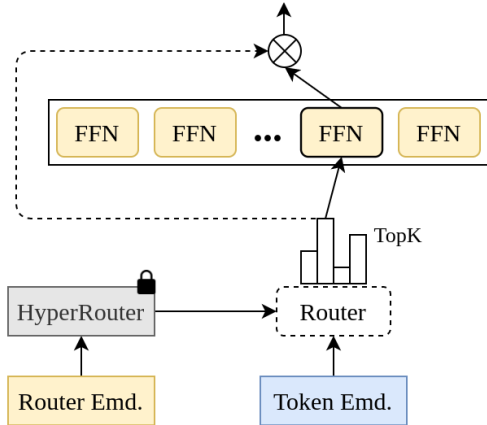 FFN FFN ... FFN FFN
TopK
HyperRouter Router
Router Emd. Token Emd.